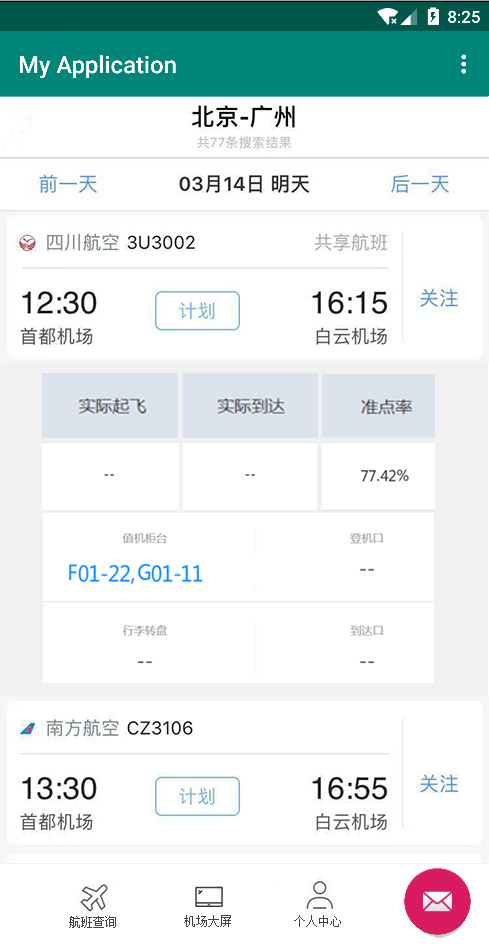 8:25
My Application
北京-广州
共77条搜索结果
前一天 03月14日 明天 后一天
四川航空 3U3002 共享航班
12:30 计划 16:15 关注
首都机场 白云机场
实际起飞 实际到达 准点率
-- -- 77.42%
值机柜台 登机口
F01-22,G01-11 --
行李转盘 到达口
-- --
南方航空 CZ3106
13:30 计划 16:55 关注
首都机场 白云机场
航班查询 机场大屏 个人中心